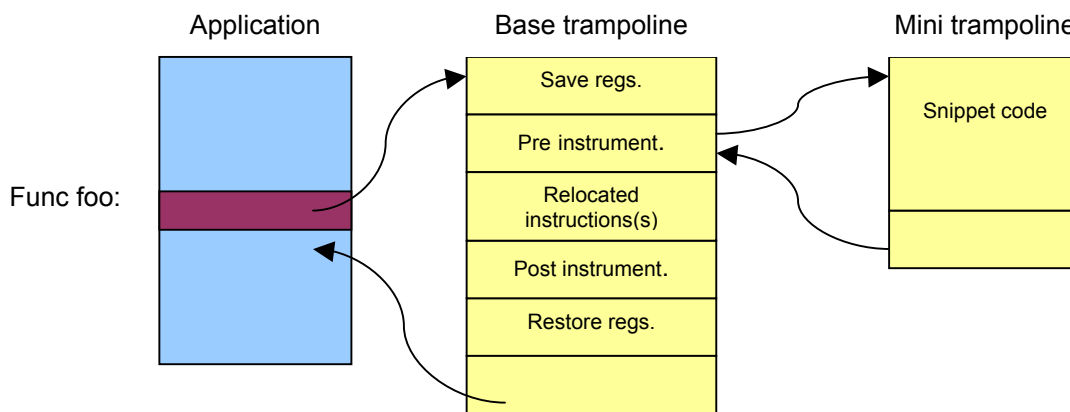 Application
Base trampoline
Mini trampoline
Save regs.
Snippet code
Pre instrument.
Func foo:
Relocated
instructions(s)
Post instrument.
Restore regs.